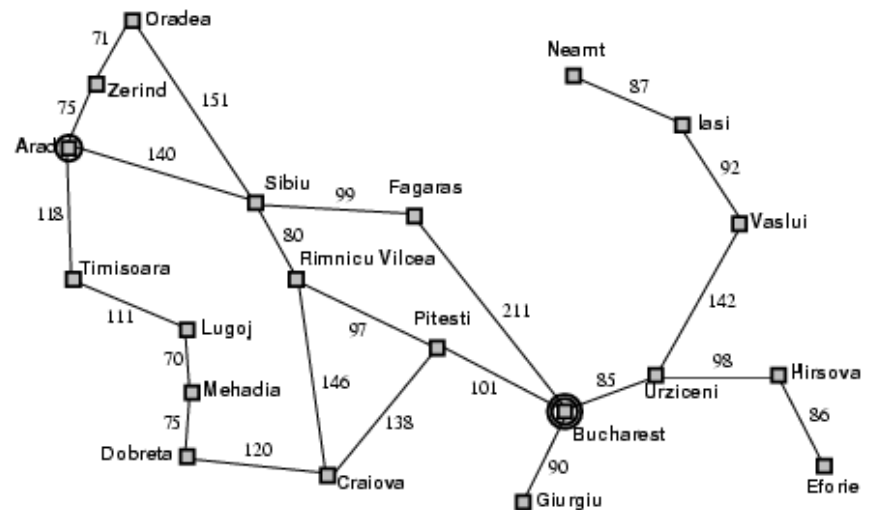 Oradea
71
Neamt
Zerind
87
75
151
Iasi
Arad
140
92
Sibiu
99
Fagaras
118
80
Vaslui
Timisoara
Rimnicu Vilcea
111
Lugoj
97
Pitesti
211
142
70
98
Hirsova
Mehadia
146
101
85
Urziceni
75
138
86
Dobreta
120
Bucharest
Craiova
90
Eforie
Giurgiu